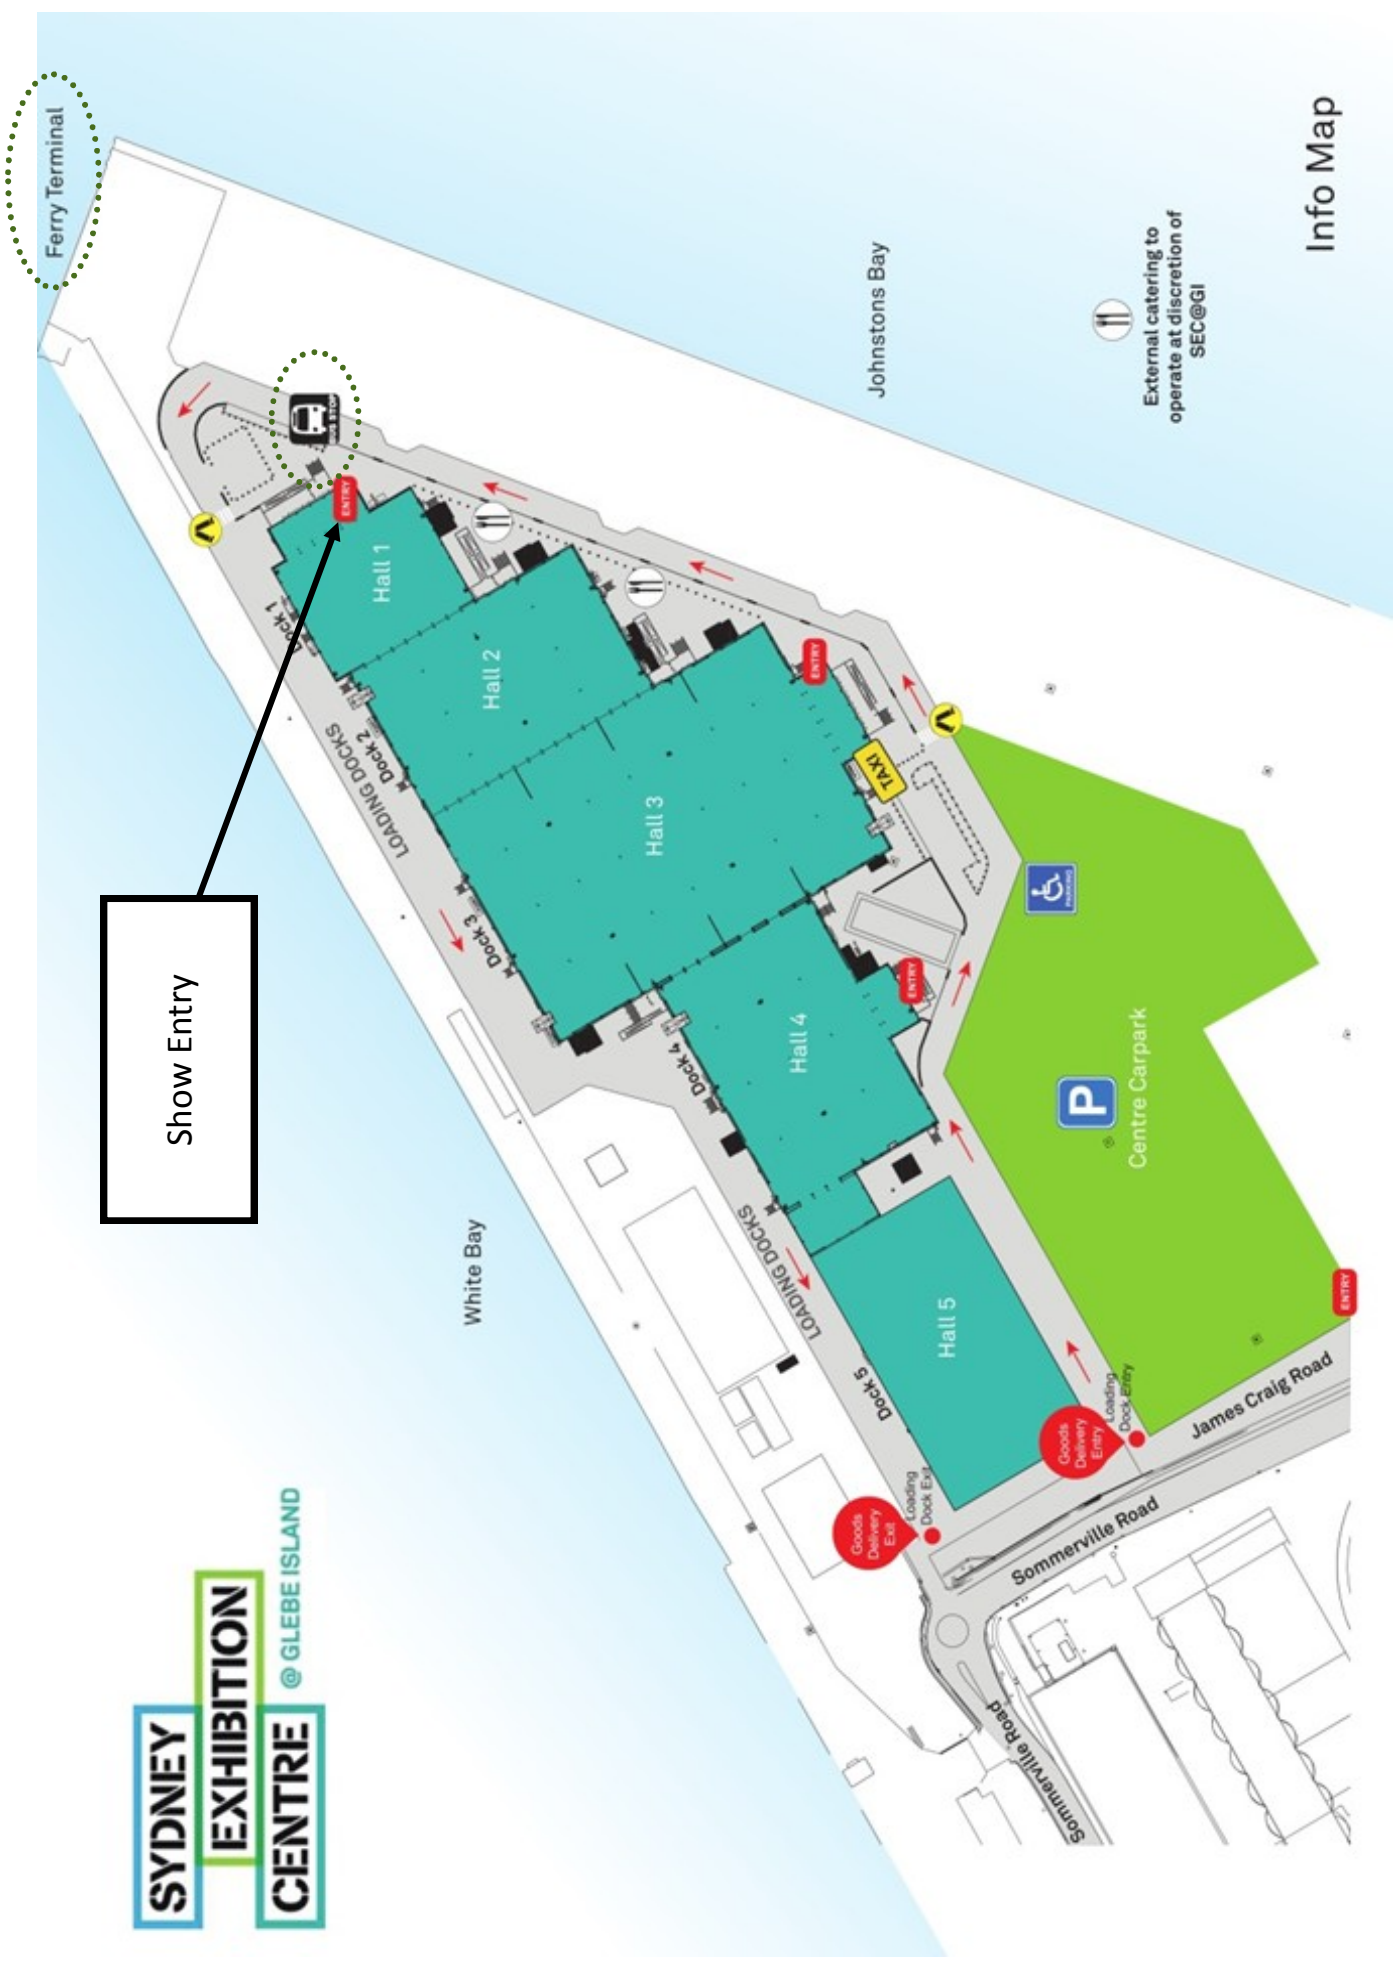 SYDNEY
EXHIBITION
CENTRE @ GLEBE ISLAND
Show Entry
Ferry Terminal
White Bay
Johnstons Bay
Info Map
External catering to
operate at discretion of
SEC@GI
BUS STOP
ENTRY
Hall 1
Hall 2
Hall 3
Hall 4
Hall 5
Dock 1
Dock 2
Dock 3
Dock 4
Dock 5
LOADING DOCKS
LOADING DOCKS
ENTRY
TAXI
ENTRY
PARKING
P
Centre Carpark
ENTRY
Goods
Delivery
Exit
Loading
Dock Exit
Goods
Delivery
Entry
Loading
Dock Entry
James Craig Road
Sommerville Road
Sommerville Road